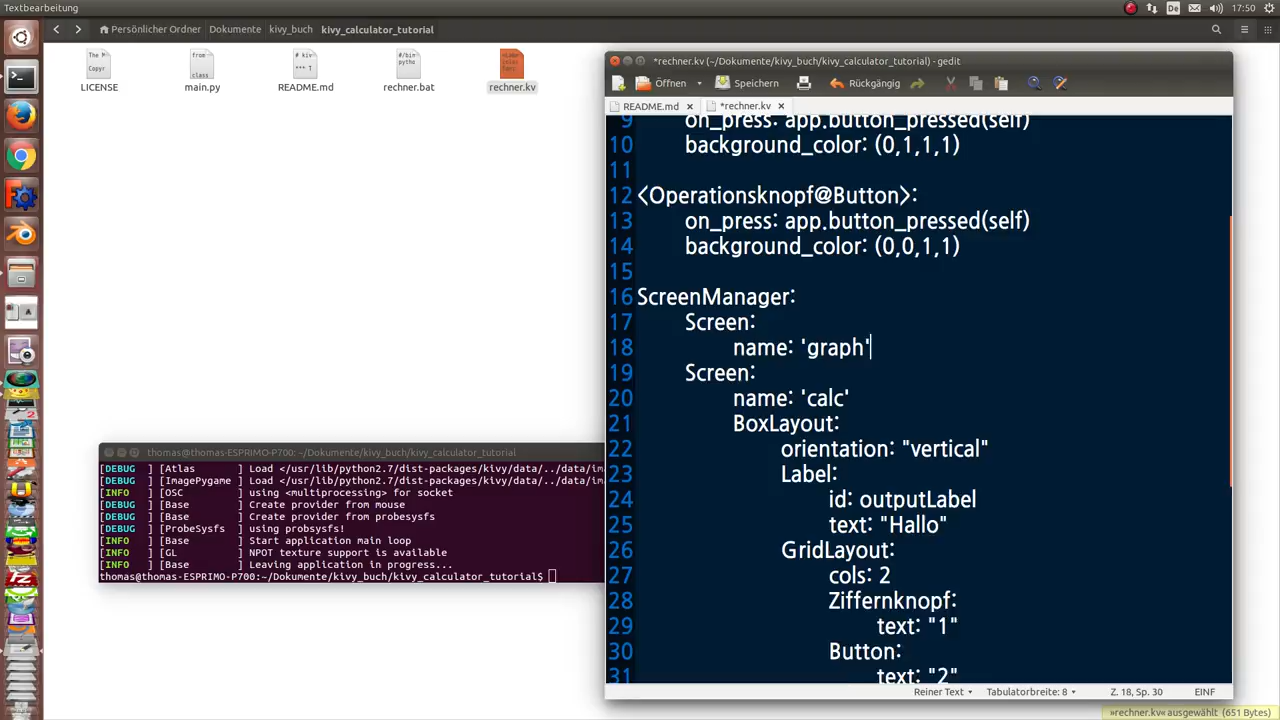 Textbearbeitung
De
17:50
Persönlicher Ordner
Dokumente
kivy_buch
kivy_calculator_tutorial
LICENSE
main.py
README.md
rechner.bat
rechner.kv
*rechner.kv (~/Dokumente/kivy_buch/kivy_calculator_tutorial) - gedit
Öffnen
Speichern
Rückgängig
README.md
*rechner.kv
9 on_press: app.button_pressed(self)
10 background_color: (0,1,1,1)
11
12 <Operationsknopf@Button>:
13 on_press: app.button_pressed(self)
14 background_color: (0,0,1,1)
15
16 ScreenManager:
17 Screen:
18 name: 'graph'
19 Screen:
20 name: 'calc'
21 BoxLayout:
22 orientation: "vertical"
23 Label:
24 id: outputLabel
25 text: "Hallo"
26 GridLayout:
27 cols: 2
28 Ziffernknopf:
29 text: "1"
30 Button:
31 text: "2"
Reiner Text
Tabulatorbreite: 8
Z. 18, Sp. 30
EINF
»rechner.kv« ausgewählt (651 Bytes)
thomas@thomas-ESPRIMO-P700: ~/Dokumente/kivy_buch/kivy_calculator_tutorial
[DEBUG ] [Atlas ] Load </usr/lib/python2.7/dist-packages/kivy/data/../data/im
[DEBUG ] [ImagePygame ] Load </usr/lib/python2.7/dist-packages/kivy/data/../data/im
[INFO ] [OSC ] using <multiprocessing> for socket
[DEBUG ] [Base ] Create provider from mouse
[DEBUG ] [Base ] Create provider from probesysfs
[DEBUG ] [ProbeSysfs ] using probsysfs!
[INFO ] [Base ] Start application main loop
[INFO ] [GL ] NPOT texture support is available
[INFO ] [Base ] Leaving application in progress...
thomas@thomas-ESPRIMO-P700:~/Dokumente/kivy_buch/kivy_calculator_tutorial$